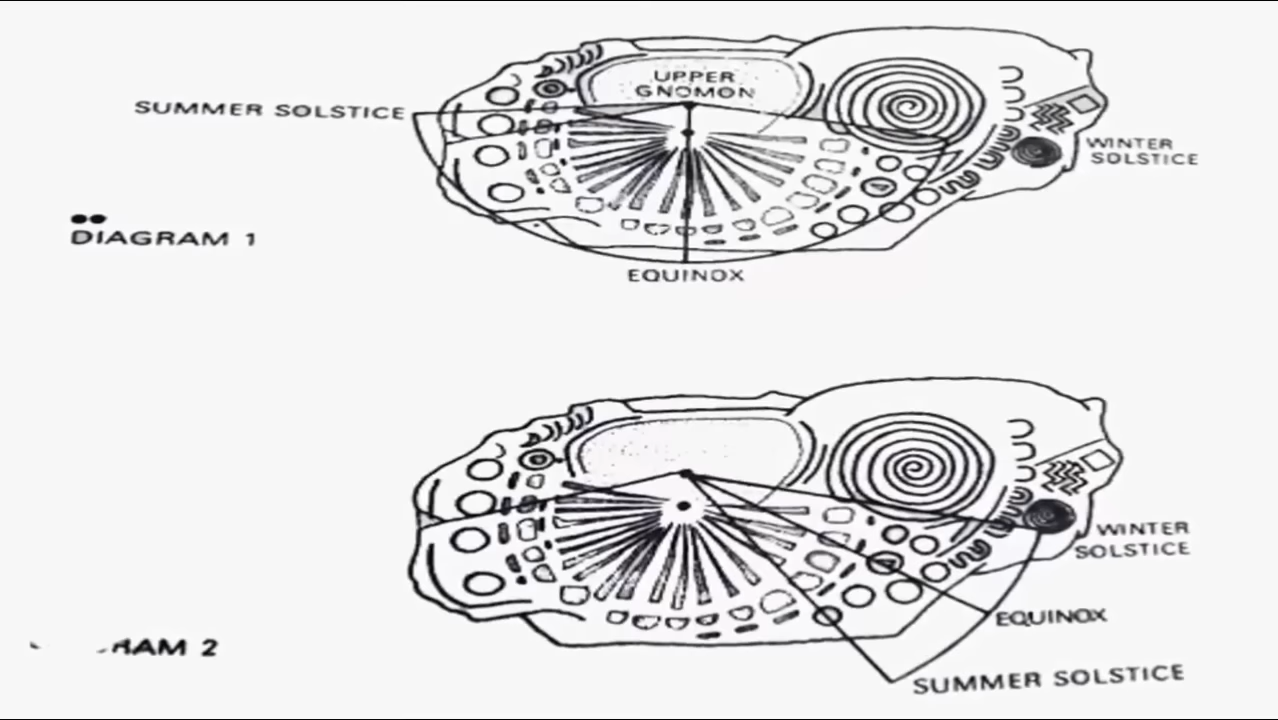 UPPER
GNOMON
SUMMER SOLSTICE
WINTER
SOLSTICE
DIAGRAM 1
EQUINOX
WINTER
SOLSTICE
EQUINOX
RAM 2
SUMMER SOLSTICE